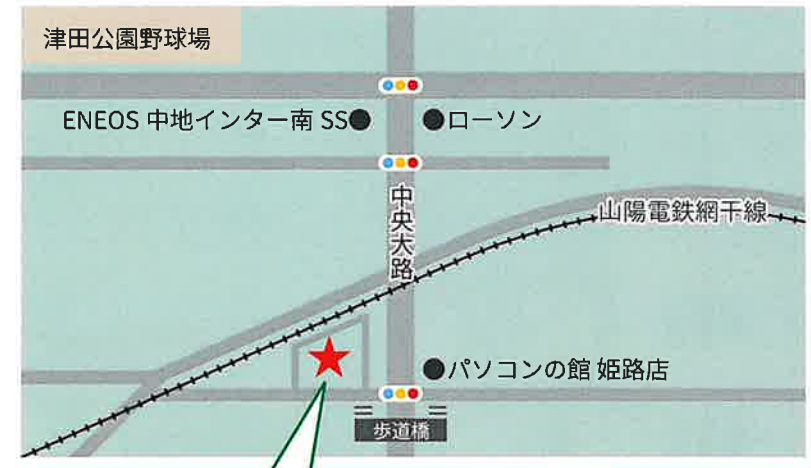 津田公園野球場
ENEOS 中地インター南 SS
ローソン
中央大路
山陽電鉄網干線
パソコンの館 姫路店
歩道橋